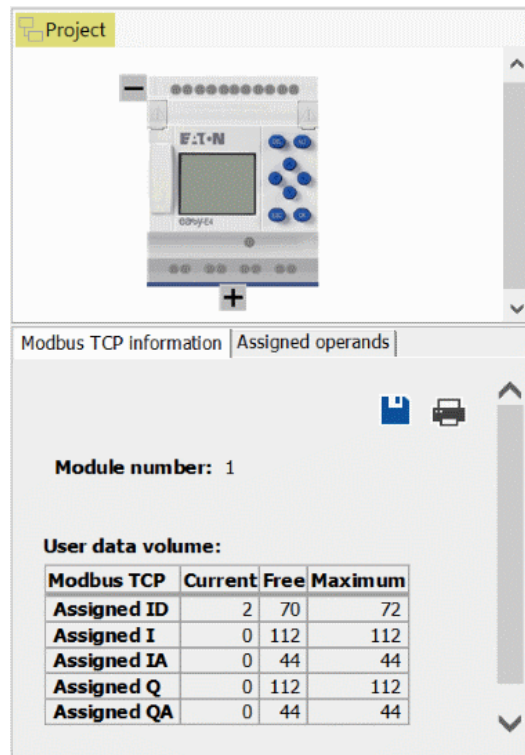 Project
EATON
easyE4
Modbus TCP information Assigned operands
Module number: 1
User data volume:
Modbus TCP Current Free Maximum
Assigned ID 2 70 72
Assigned I 0 112 112
Assigned IA 0 44 44
Assigned Q 0 112 112
Assigned QA 0 44 44